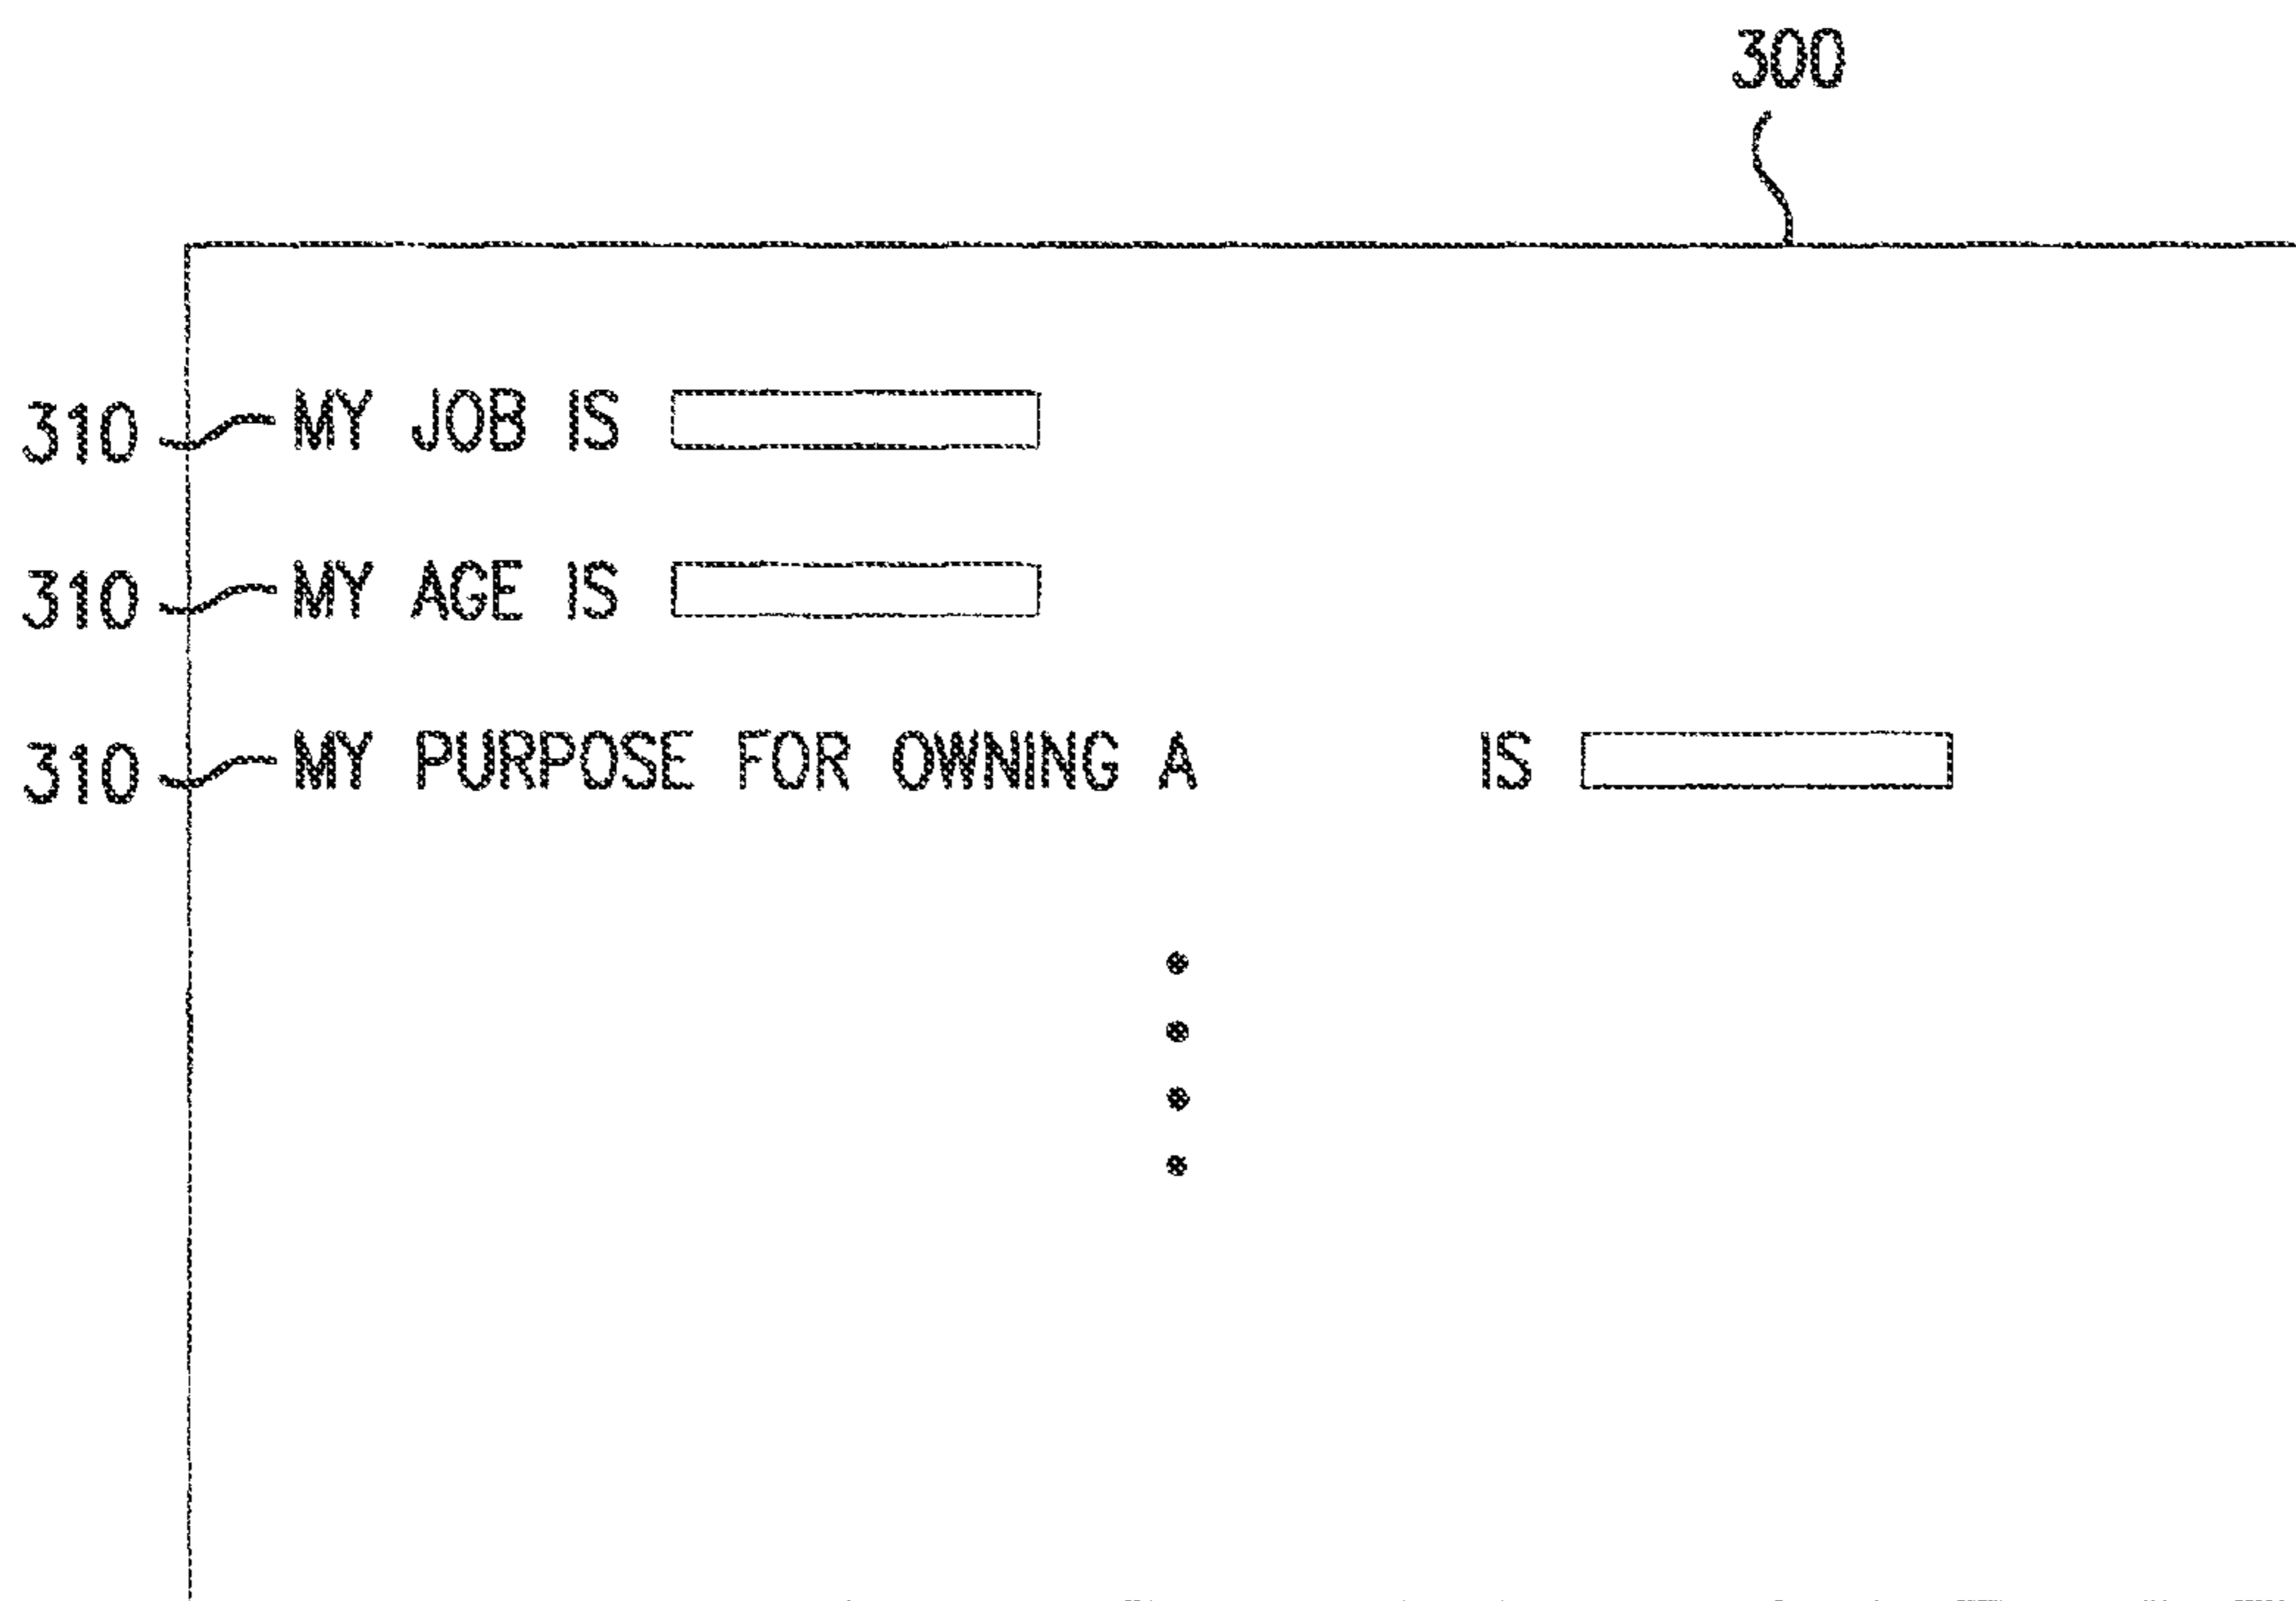 300
310 MY JOB IS
310 MY AGE IS
310 MY PURPOSE FOR OWNING A IS